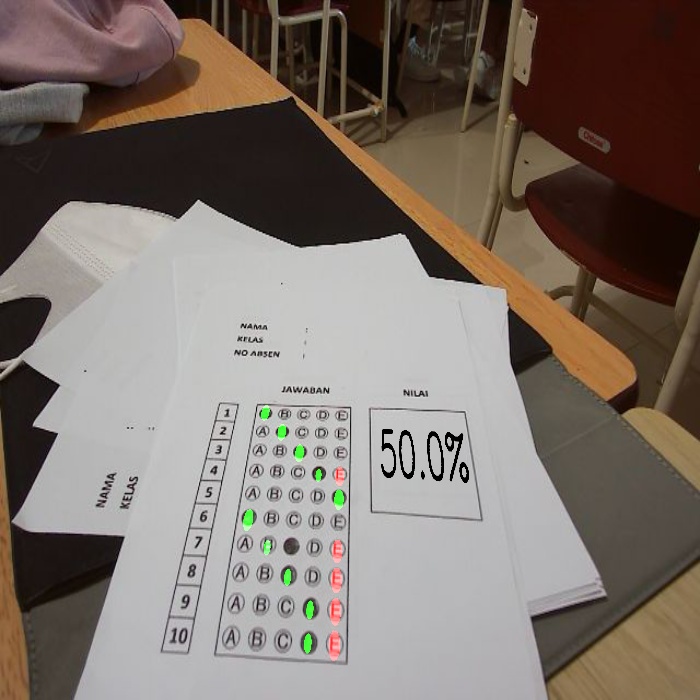 NAMA :
KELAS :
NO ABSEN :
JAWABAN NILAI
1 B C D E
2 A C D E
3 A B D E
4 A B C E
5 A B C D
6 B C D E
7 A D E
8 A B D E
9 A B C E
10 A B C E
50.0%
NAMA
KELAS